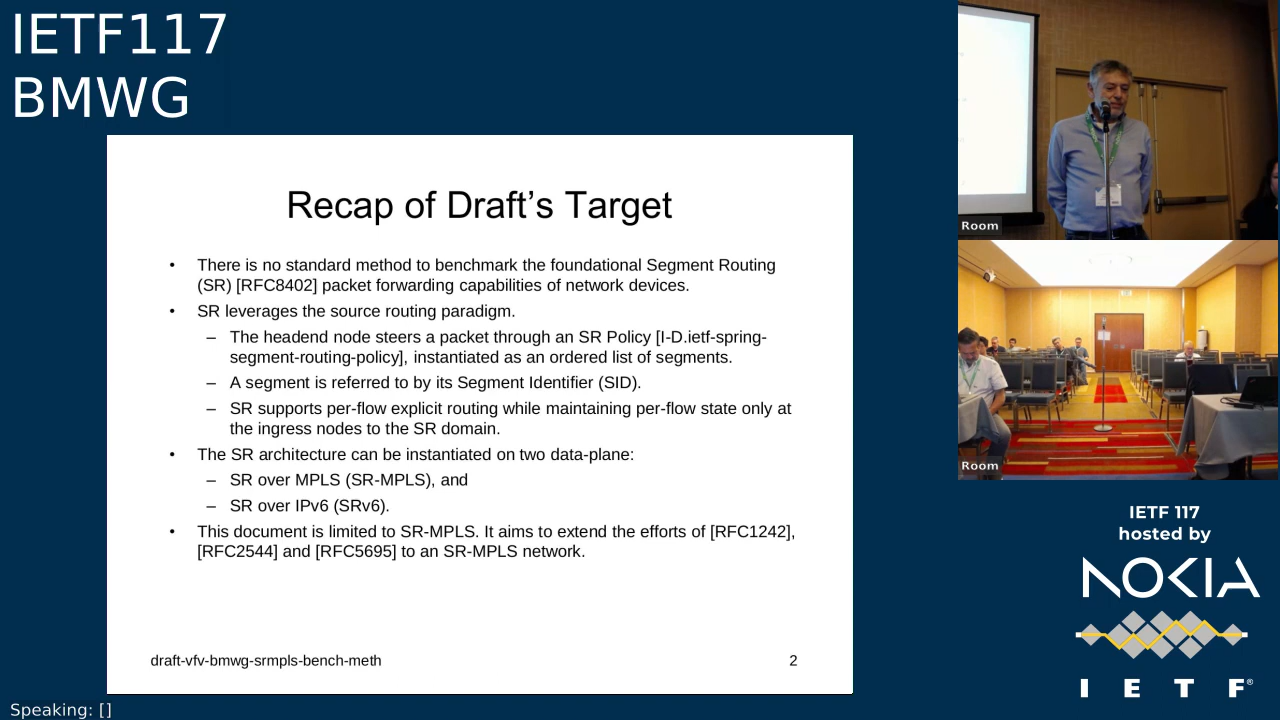 IETF117
BMWG
Recap of Draft’s Target
• There is no standard method to benchmark the foundational Segment Routing
(SR) [RFC8402] packet forwarding capabilities of network devices.
• SR leverages the source routing paradigm.
– The headend node steers a packet through an SR Policy [I-D.ietf-spring-
segment-routing-policy], instantiated as an ordered list of segments.
– A segment is referred to by its Segment Identifier (SID).
– SR supports per-flow explicit routing while maintaining per-flow state only at
the ingress nodes to the SR domain.
• The SR architecture can be instantiated on two data-plane:
– SR over MPLS (SR-MPLS), and
– SR over IPv6 (SRv6).
• This document is limited to SR-MPLS. It aims to extend the efforts of [RFC1242],
[RFC2544] and [RFC5695] to an SR-MPLS network.
draft-vfv-bmwg-srmpls-bench-meth
2
Room
Room
IETF 117
hosted by
NOKIA
I E T F®
Speaking: []